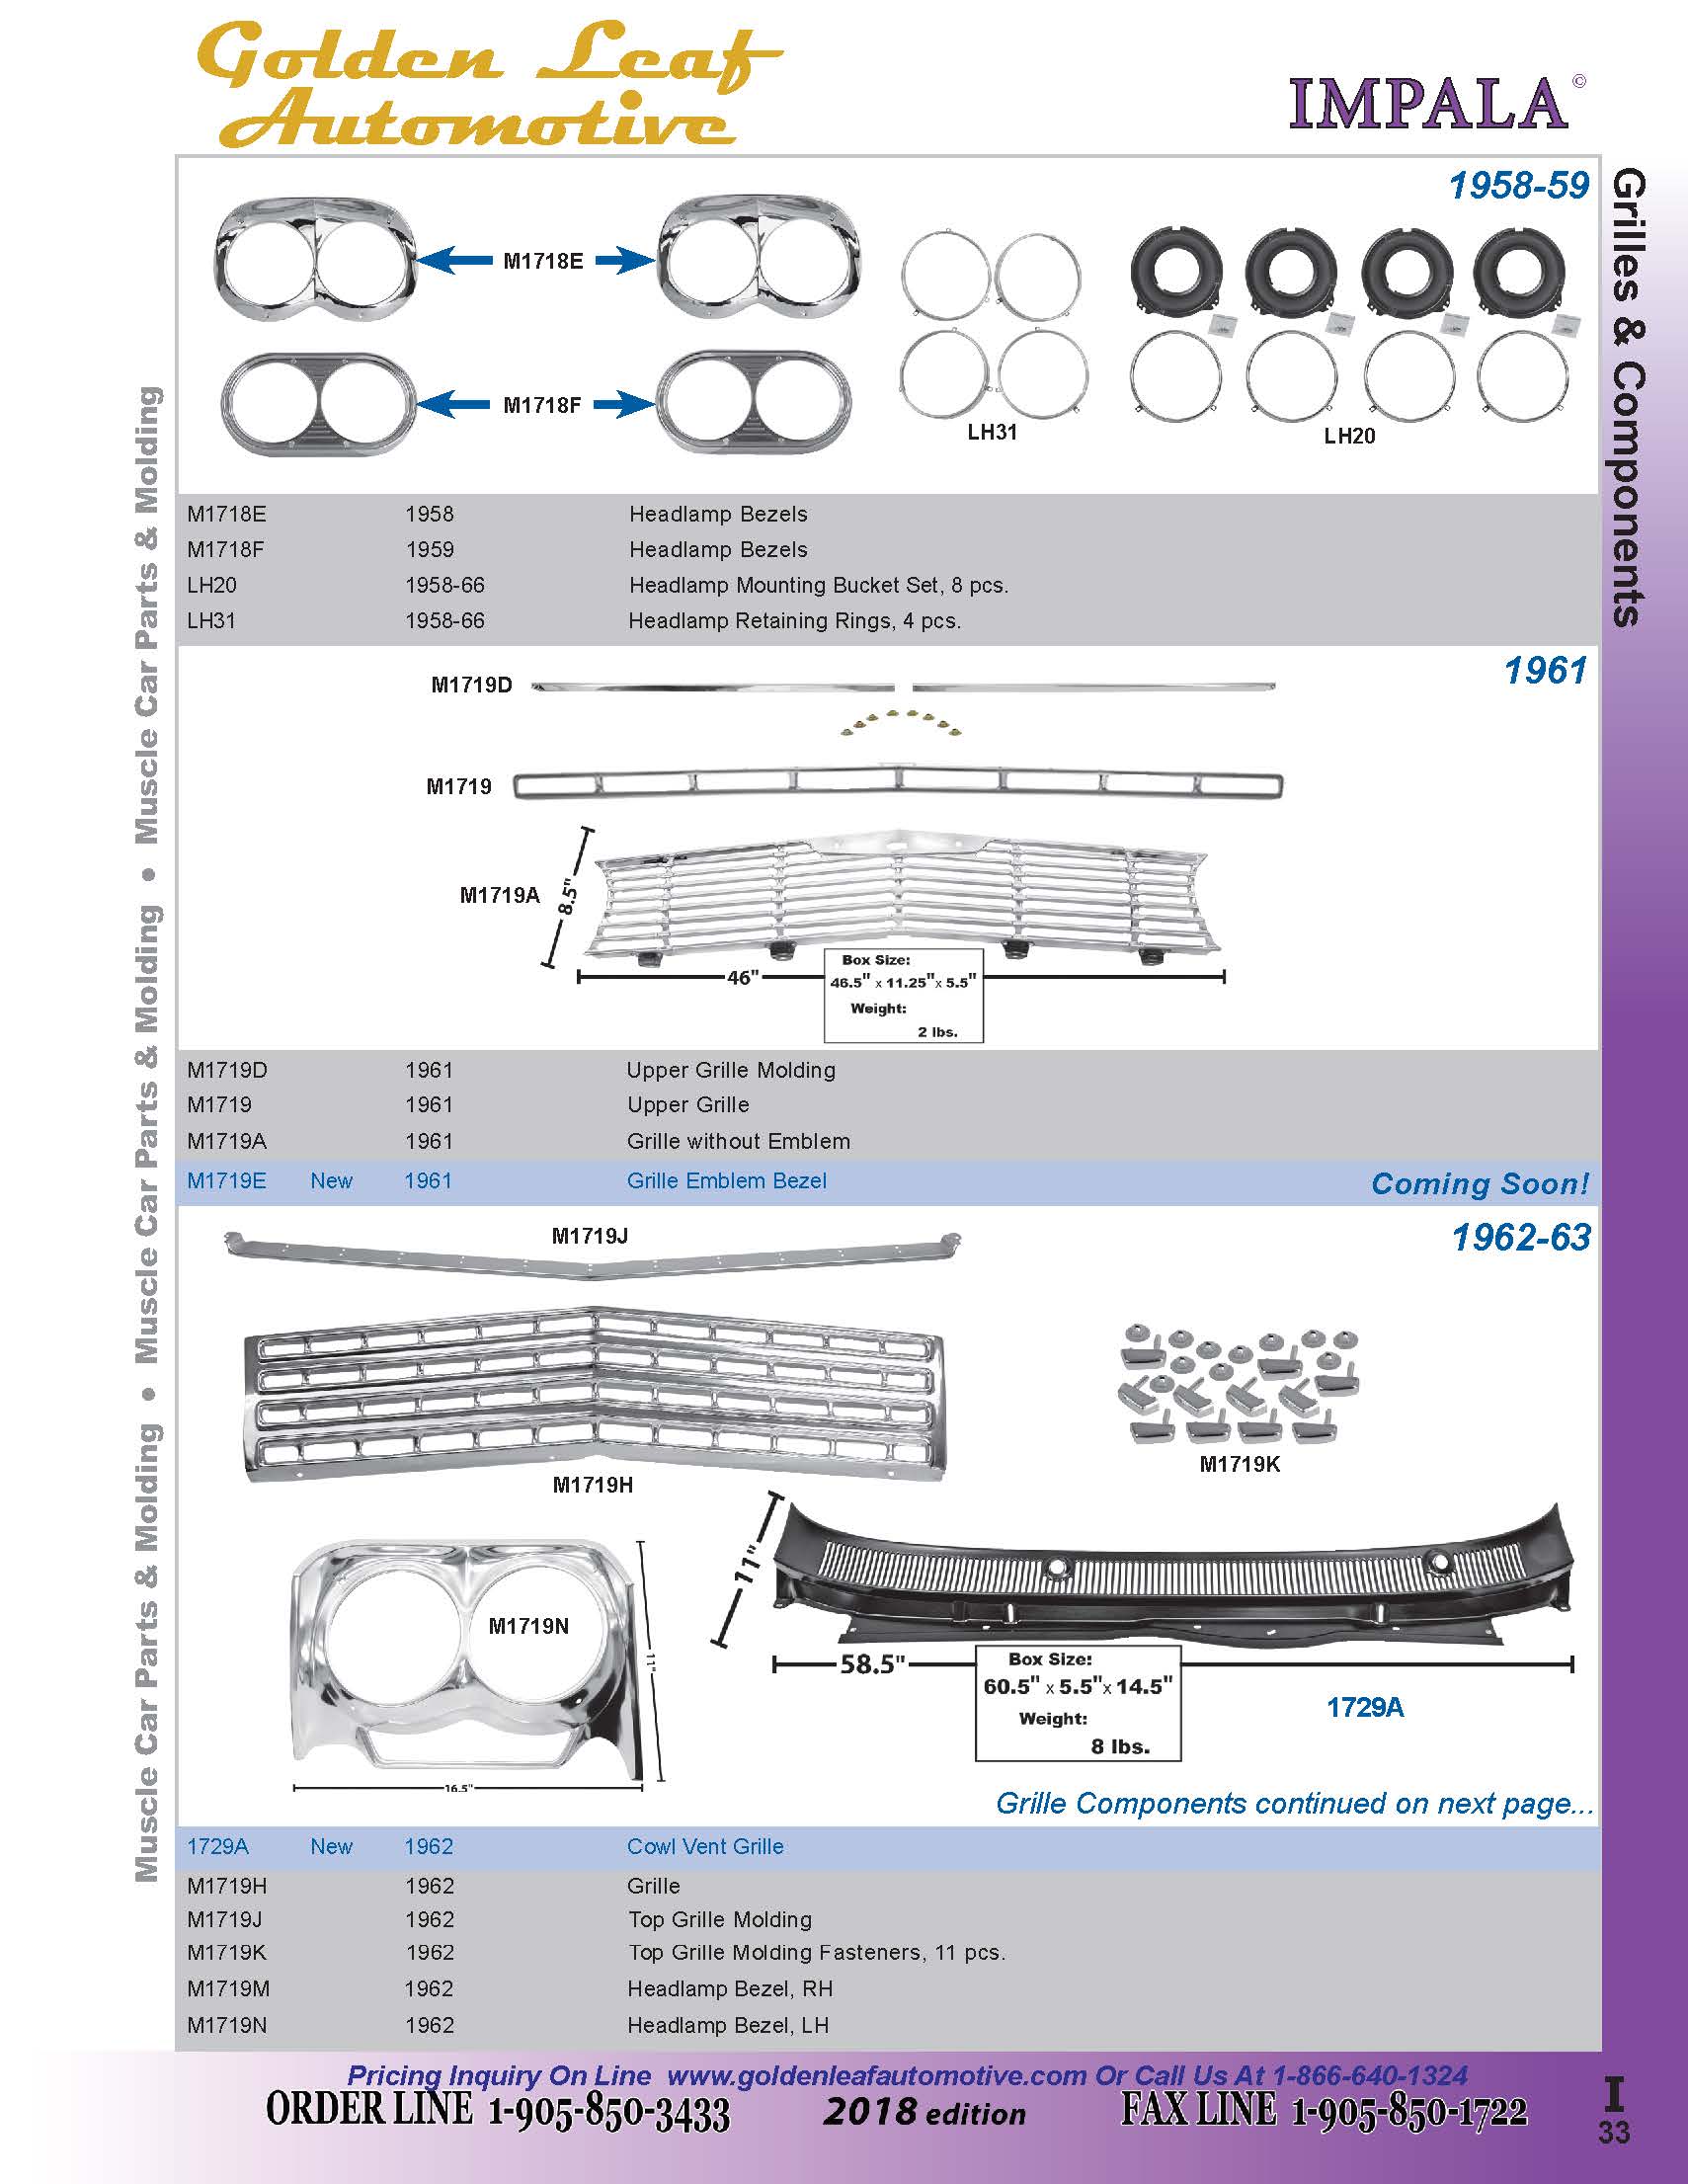 Golden Leaf
Automotive
IMPALA©
Grilles & Components
Muscle Car Parts & Molding • Muscle Car Parts & Molding • Muscle Car Parts & Molding
1958-59
M1718E
M1718F
LH31
LH20
M1718E 1958 Headlamp Bezels
M1718F 1959 Headlamp Bezels
LH20 1958-66 Headlamp Mounting Bucket Set, 8 pcs.
LH31 1958-66 Headlamp Retaining Rings, 4 pcs.
1961
M1719D
M1719
M1719A
8.5"
46"
Box Size:
46.5" x 11.25" x 5.5"
Weight:
2 lbs.
M1719D 1961 Upper Grille Molding
M1719 1961 Upper Grille
M1719A 1961 Grille without Emblem
M1719E New 1961 Grille Emblem Bezel Coming Soon!
1962-63
M1719J
M1719H
M1719K
M1719N
11"
16.5"
11"
58.5"
Box Size:
60.5" x 5.5" x 14.5"
Weight:
8 lbs.
1729A
Grille Components continued on next page...
1729A New 1962 Cowl Vent Grille
M1719H 1962 Grille
M1719J 1962 Top Grille Molding
M1719K 1962 Top Grille Molding Fasteners, 11 pcs.
M1719M 1962 Headlamp Bezel, RH
M1719N 1962 Headlamp Bezel, LH
Pricing Inquiry On Line www.goldenleafautomotive.com Or Call Us At 1-866-640-1324
ORDER LINE 1-905-850-3433 2018 edition FAX LINE 1-905-850-1722
I
33